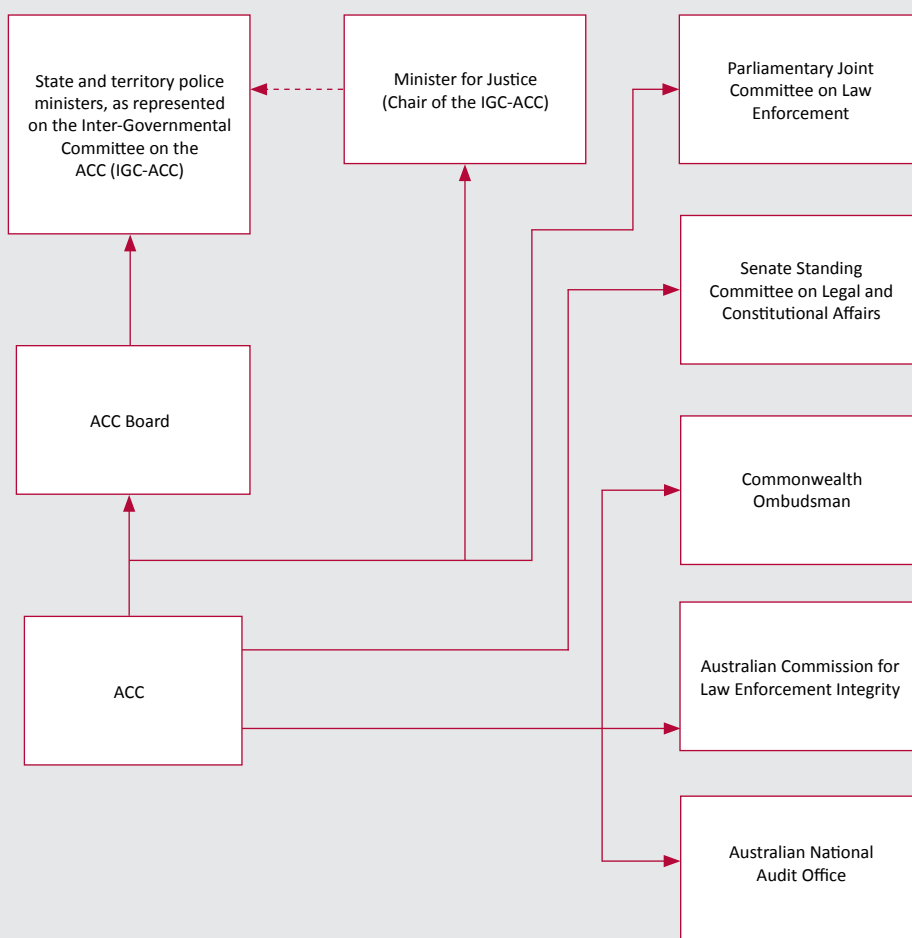 State and territory police
ministers, as represented
on the Inter-Governmental
Committee on the
ACC (IGC-ACC)
Minister for Justice
(Chair of the IGC-ACC)
Parliamentary Joint
Committee on Law
Enforcement
Senate Standing
Committee on Legal and
Constitutional Affairs
ACC Board
Commonwealth
Ombudsman
ACC
Australian Commission for
Law Enforcement Integrity
Australian National
Audit Office